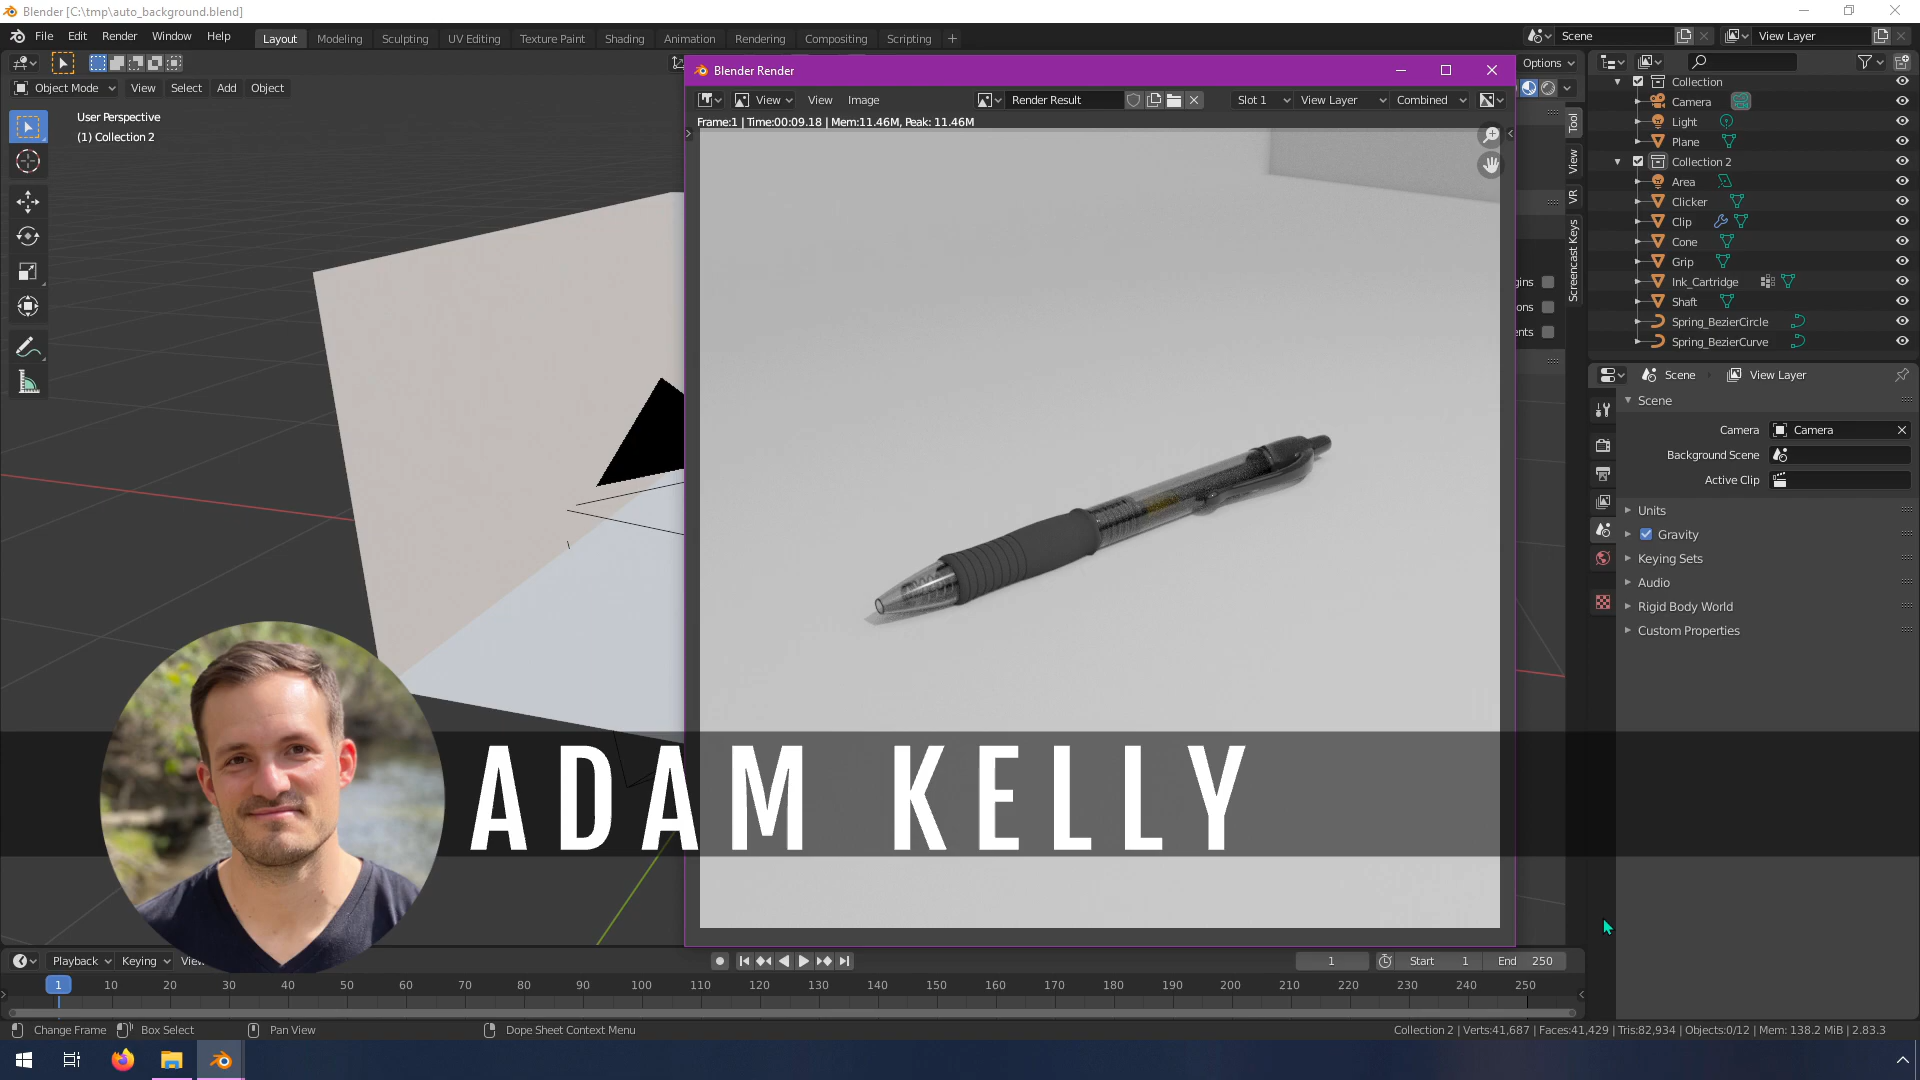 Blender [C:\tmp\auto_background.blend]
File Edit Render Window Help
Layout Modeling Sculpting UV Editing Texture Paint Shading Animation Rendering Compositing Scripting +
Scene
View Layer
Options
Object Mode View Select Add Object
User Perspective
(1) Collection 2
Blender Render
View View Image Render Result Slot 1 View Layer Combined
Frame:1 | Time:00:09.18 | Mem:11.46M, Peak: 11.46M
Tool
View
VR
Screencast Keys
gins
ons
ents
Collection
Camera
Light
Plane
Collection 2
Area
Clicker
Clip
Cone
Grip
Ink_Cartridge
Shaft
Spring_BezierCircle
Spring_BezierCurve
Scene View Layer
Scene
Camera Camera
Background Scene
Active Clip
Units
Gravity
Keying Sets
Audio
Rigid Body World
Custom Properties
ADAM KELLY
Playback Keying View
1 Start 1 End 250
1 10 20 30 40 50 60 70 80 90 100 110 120 130 140 150 160 170 180 190 200 210 220 230 240 250
Change Frame Box Select Pan View Dope Sheet Context Menu
Collection 2 | Verts:41,687 | Faces:41,429 | Tris:82,934 | Objects:0/12 | Mem: 138.2 MiB | 2.83.3